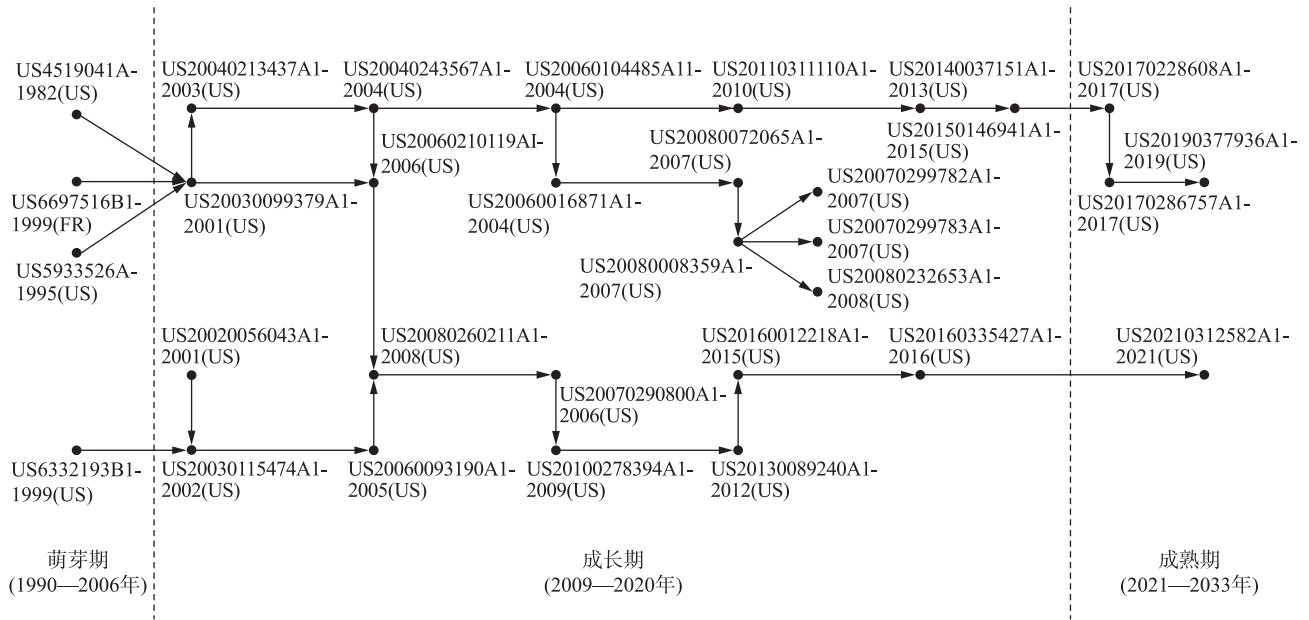 US4519041A-
1982(US)
US20040213437A1-
2003(US)
US20040243567A1-
2004(US)
US20060104485A11-
2004(US)
US20110311110A1-
2010(US)
US20140037151A1-
2013(US)
US20170228608A1-
2017(US)
US20060210119AI-
2006(US)
US20080072065A1-
2007(US)
US20150146941A1-
2015(US)
US20190377936A1-
2019(US)
US6697516B1-
1999(FR)
US20030099379A1-
2001(US)
US20060016871A1-
2004(US)
US20070299782A1-
2007(US)
US20170286757A1-
2017(US)
US20070299783A1-
2007(US)
US5933526A-
1995(US)
US20080008359A1-
2007(US)
US20080232653A1-
2008(US)
US20020056043A1-
2001(US)
US20080260211A1-
2008(US)
US20160012218A1-
2015(US)
US20160335427A1-
2016(US)
US20210312582A1-
2021(US)
US20070290800A1-
2006(US)
US6332193B1-
1999(US)
US20030115474A1-
2002(US)
US20060093190A1-
2005(US)
US20100278394A1-
2009(US)
US20130089240A1-
2012(US)
萌芽期
(1990—2006年)
成长期
(2009—2020年)
成熟期
(2021—2033年)